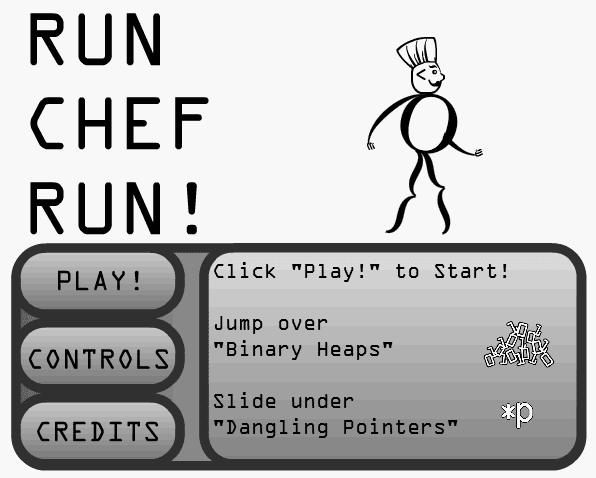 RUN
CHEF
RUN!
PLAY!
CONTROLS
CREDITS
Click "Play!" to Start!
Jump over
"Binary Heaps"
Slide under
"Dangling Pointers"
*p